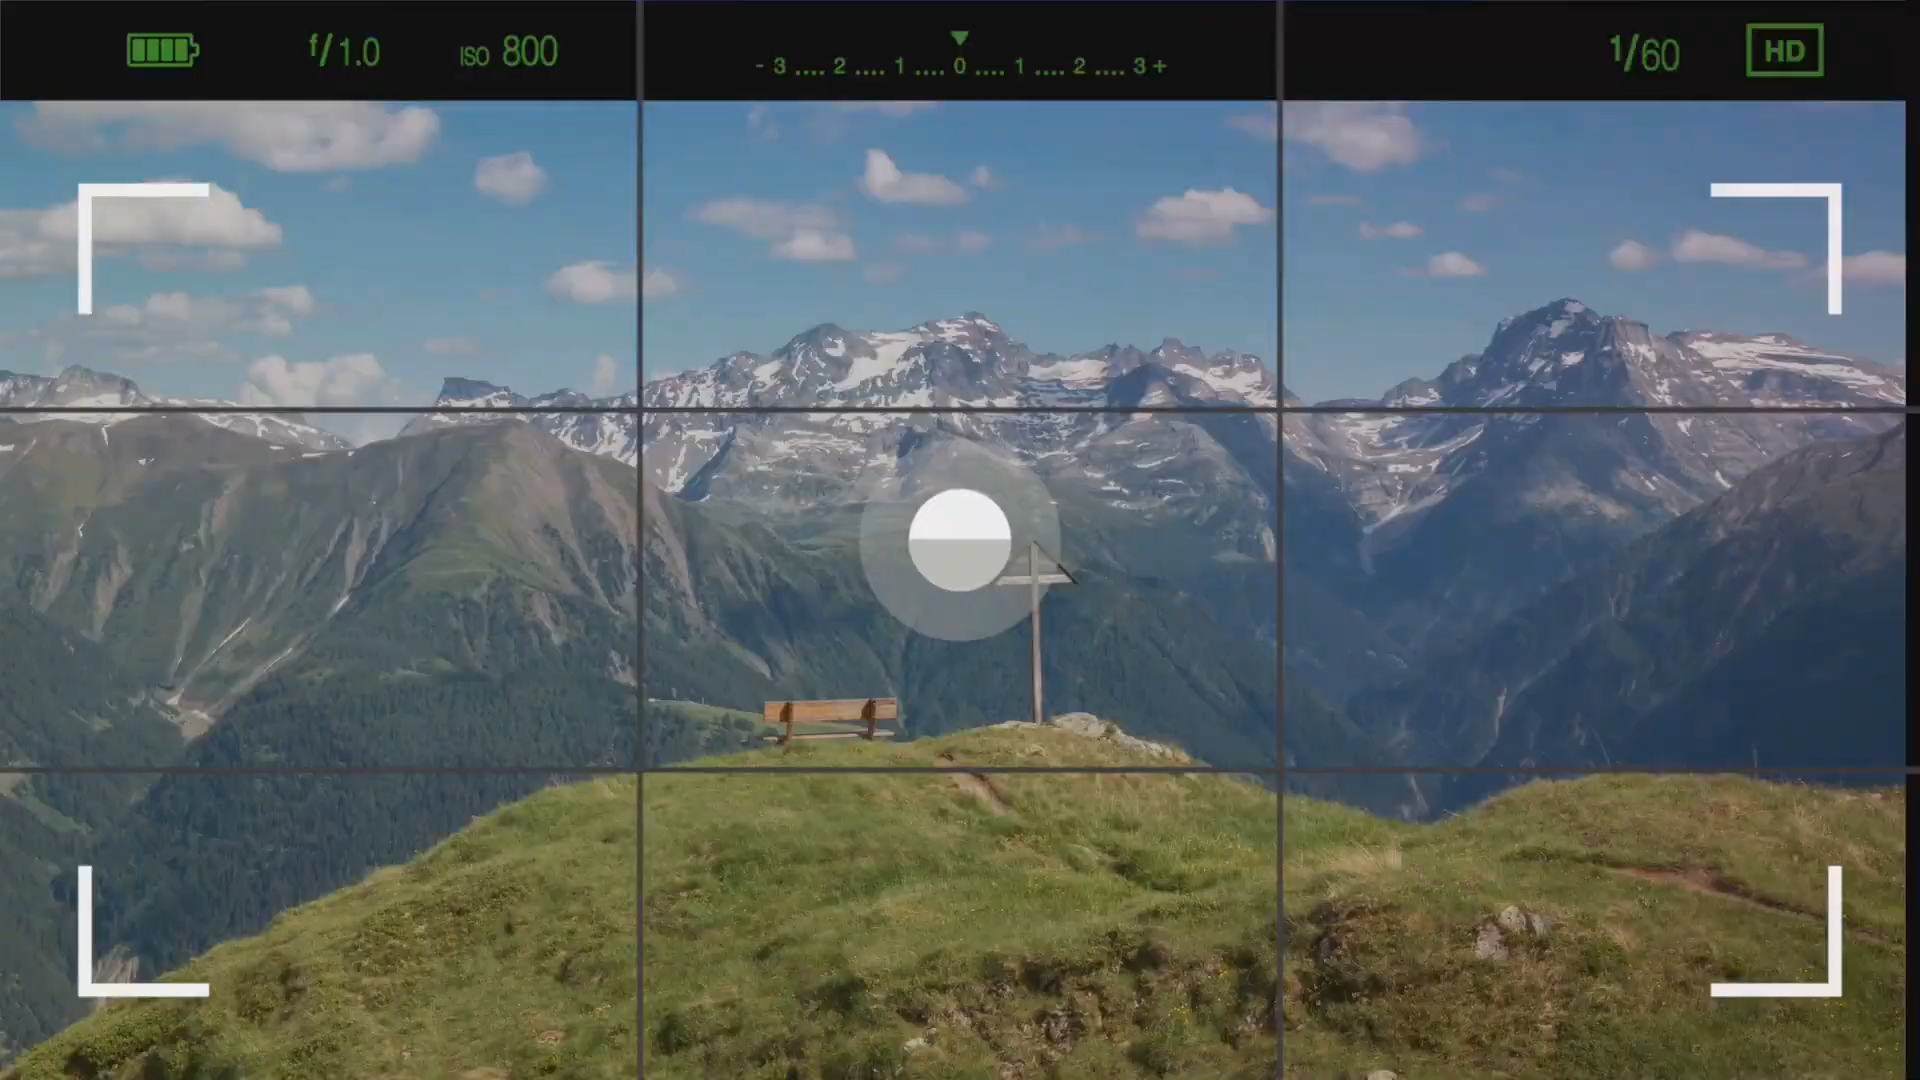 f/1.0 ISO 800
- 3 .... 2 .... 1 .... 0 .... 1 .... 2 .... 3 +
1/60 HD